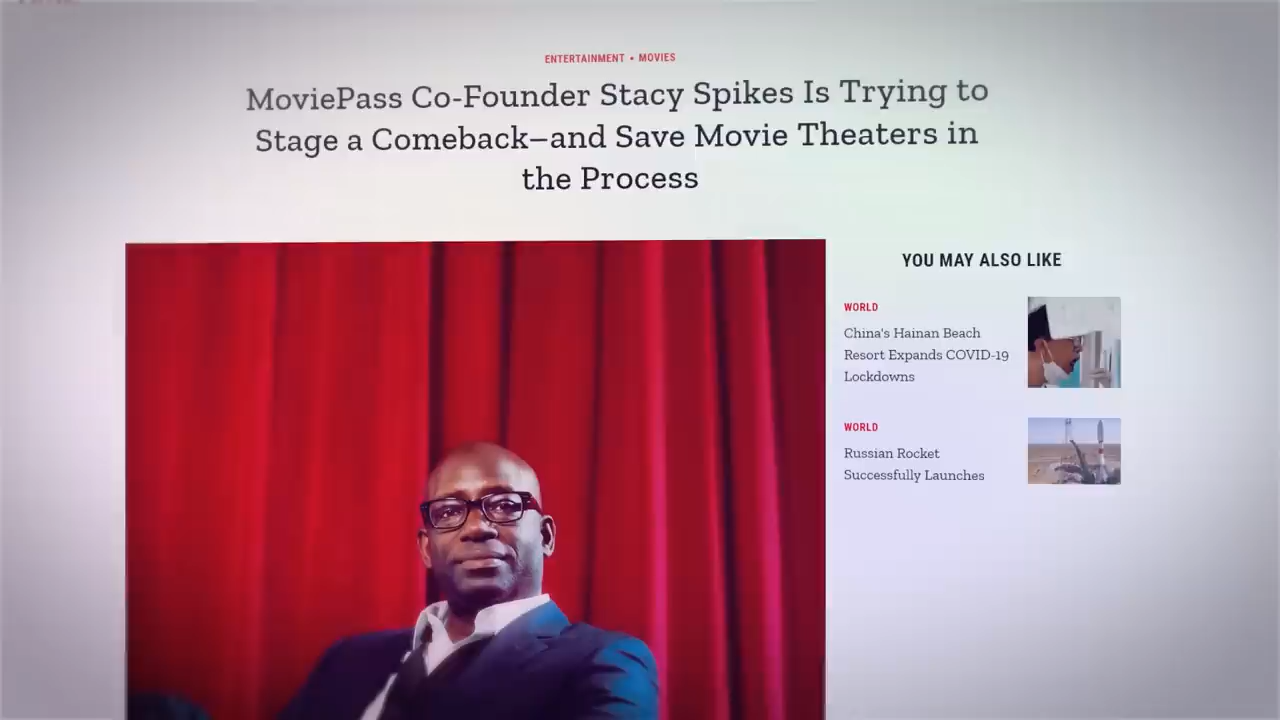 ENTERTAINMENT • MOVIES
MoviePass Co-Founder Stacy Spikes Is Trying to
Stage a Comeback—and Save Movie Theaters in
the Process
YOU MAY ALSO LIKE
WORLD
China's Hainan Beach
Resort Expands COVID-19
Lockdowns
WORLD
Russian Rocket
Successfully Launches